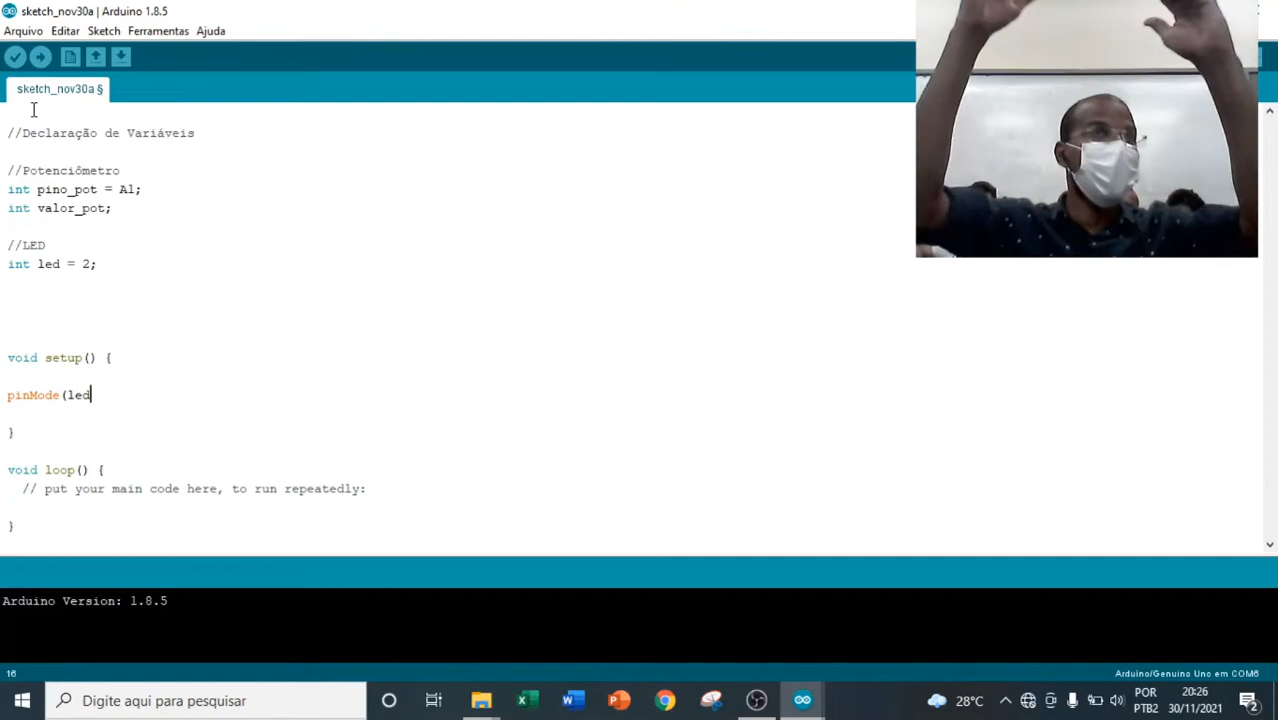 sketch_nov30a | Arduino 1.8.5
Arquivo Editar Sketch Ferramentas Ajuda
sketch_nov30a §
//Declaração de Variáveis
//Potenciômetro
int pino_pot = A1;
int valor_pot;
//LED
int led = 2;
void setup() {
pinMode(led
}
void loop() {
// put your main code here, to run repeatedly:
}
Arduino Version: 1.8.5
16
Arduino/Genuino Uno em COM6
Digite aqui para pesquisar
28°C
POR
PTB2
20:26
30/11/2021
2